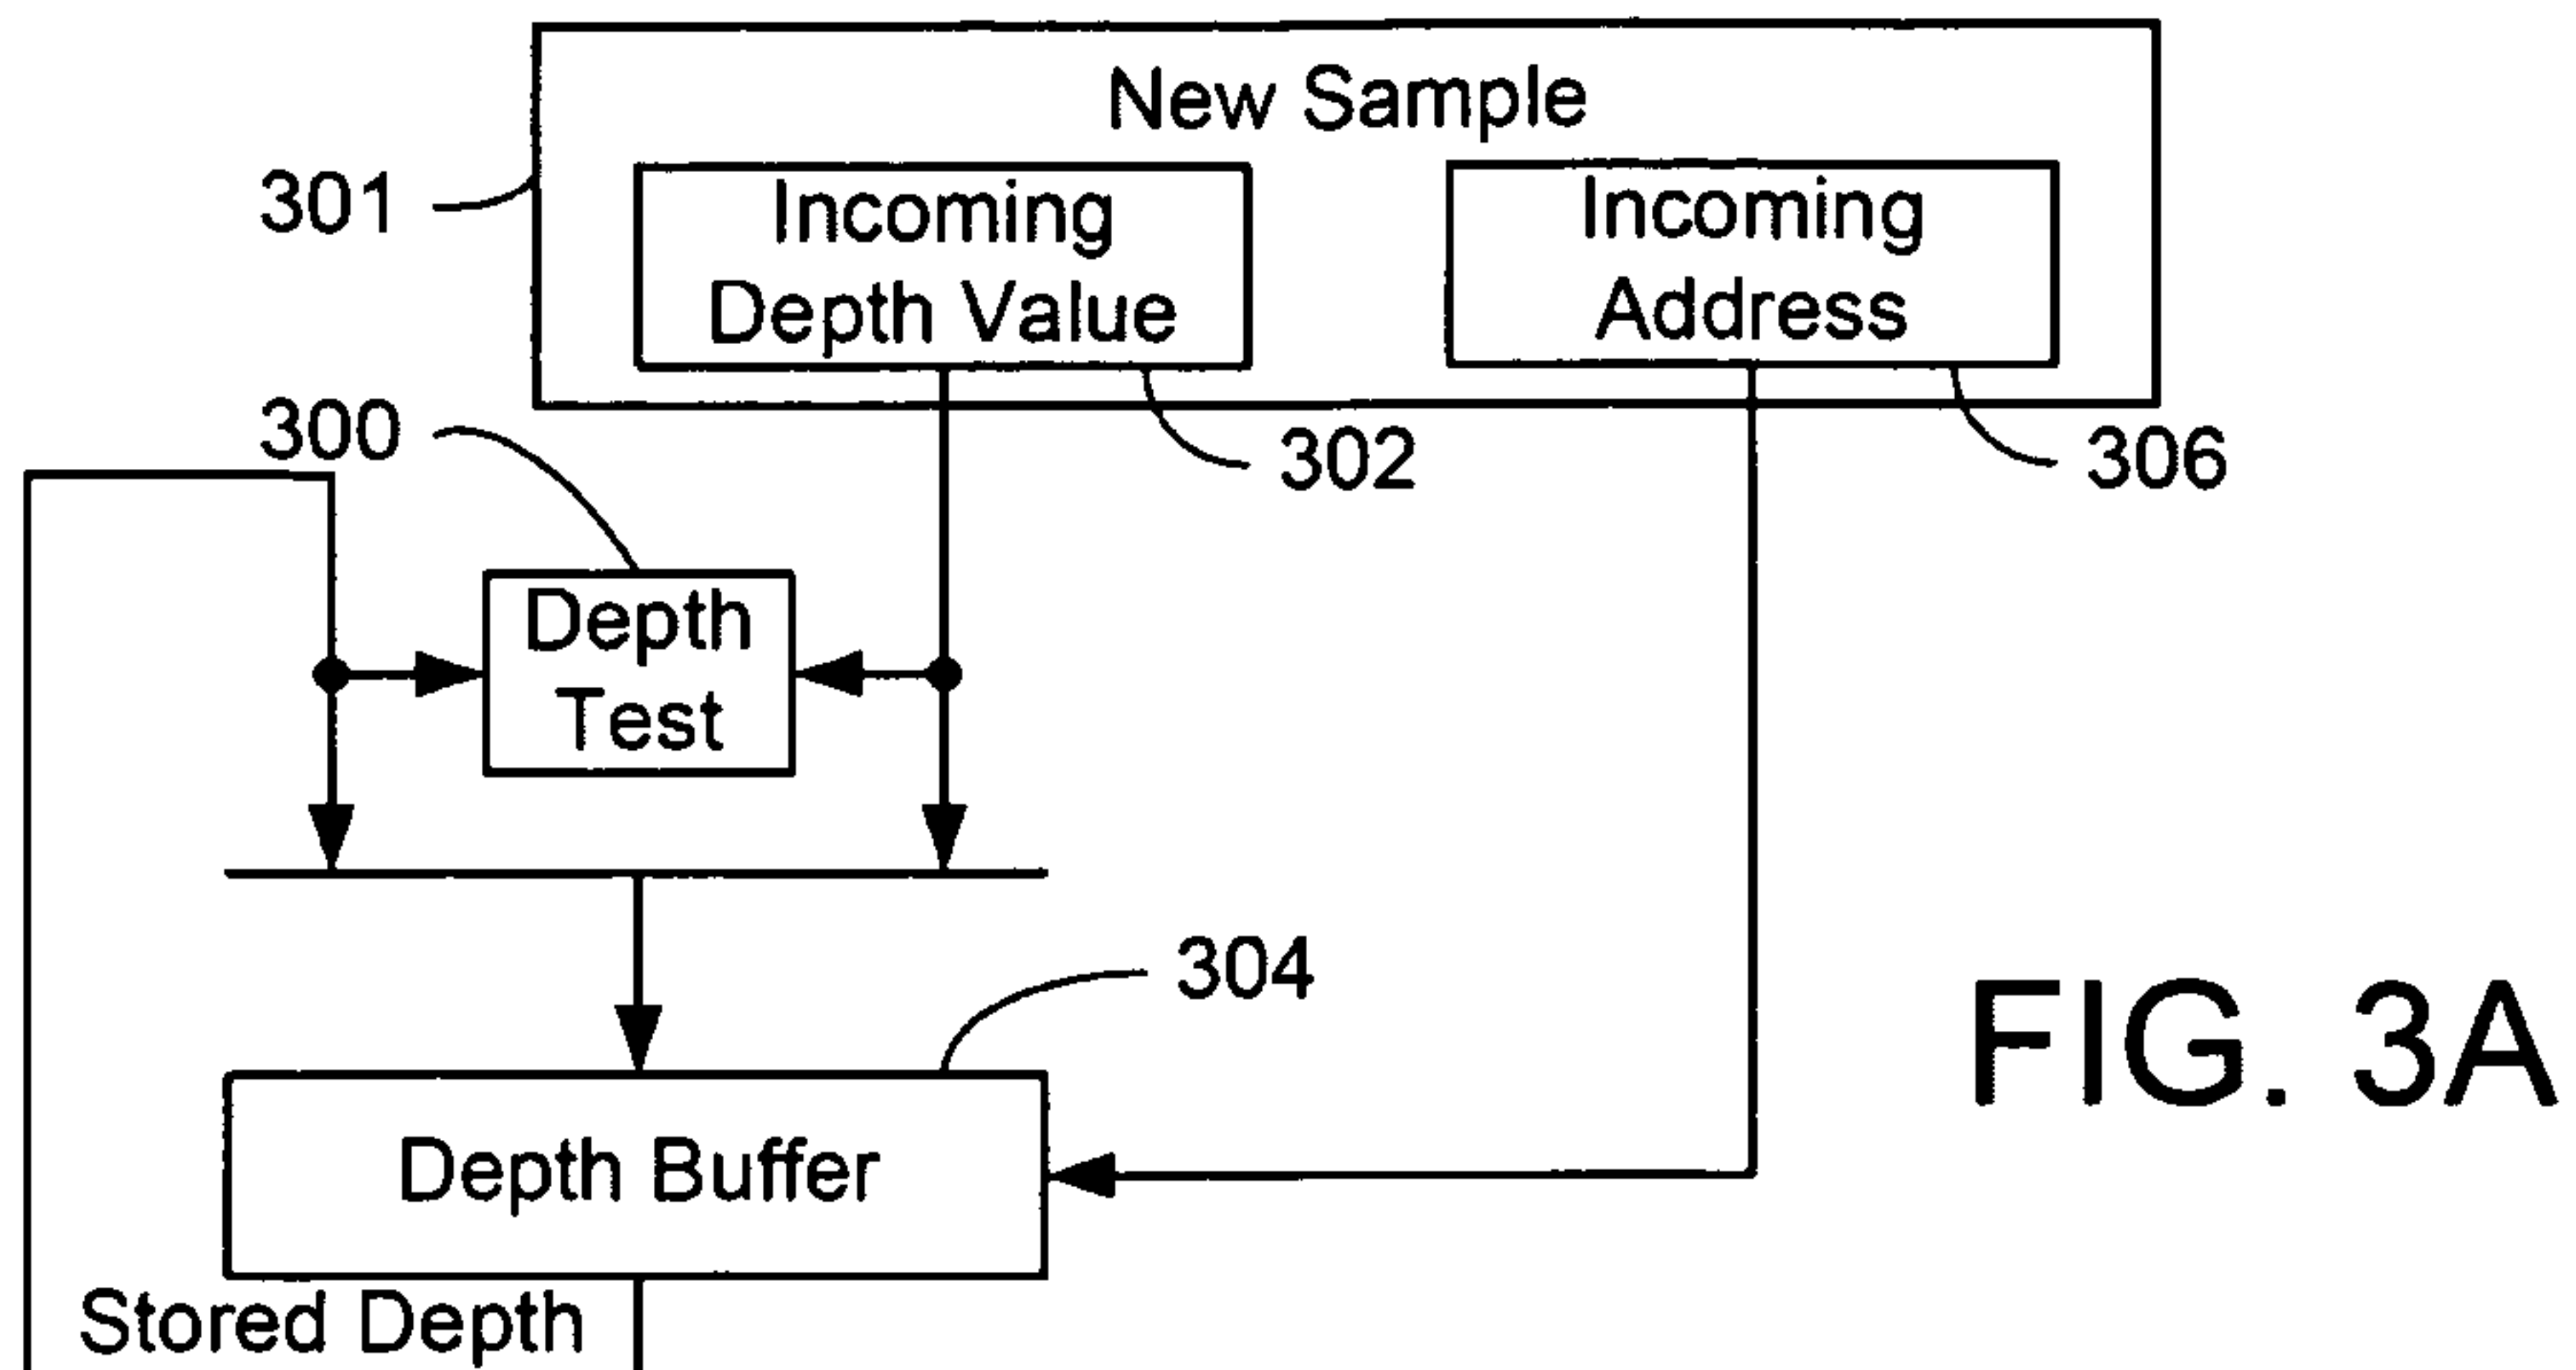 New Sample
301
Incoming
Depth Value
Incoming
Address
300
302
306
Depth
Test
304
Depth Buffer
FIG. 3A
Stored Depth